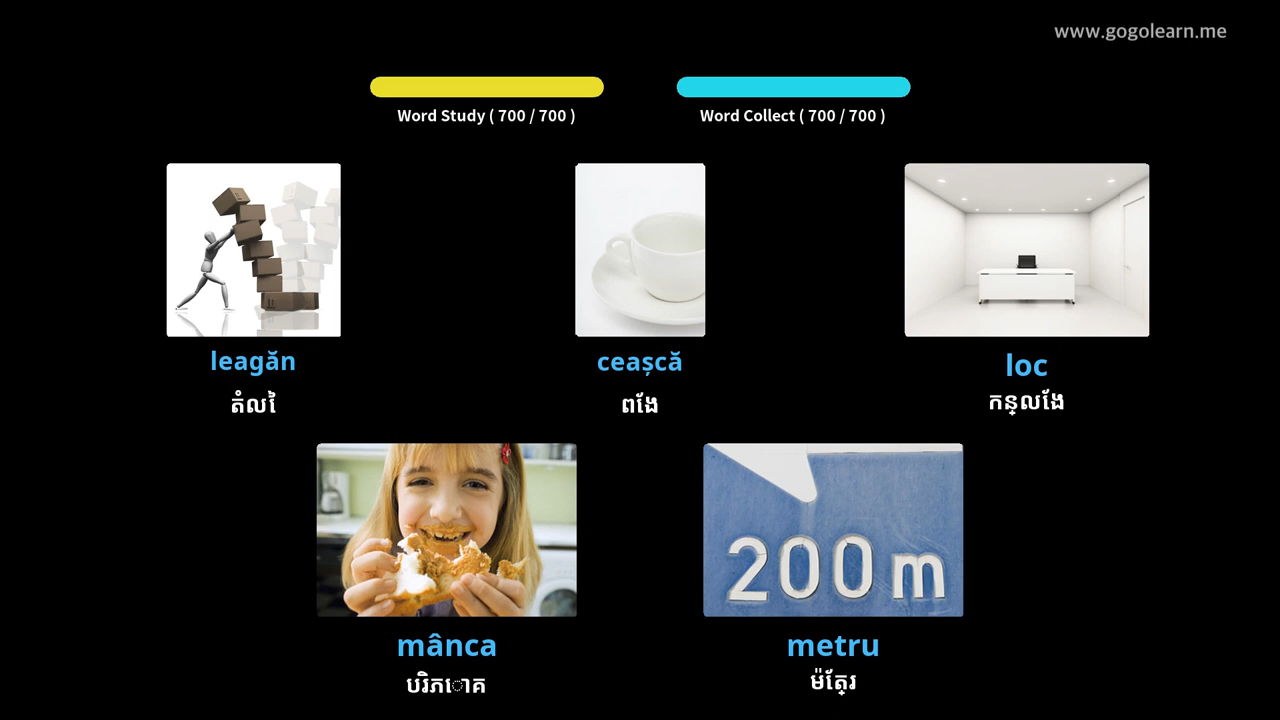 www.gogolearn.me
Word Study ( 700 / 700 )
Word Collect ( 700 / 700 )
leagăn
ceașcă
loc
តំលៃ
ពែង
កន្លែង
200 m
mânca
metru
បរិភោគ
ម៉ែត្រ